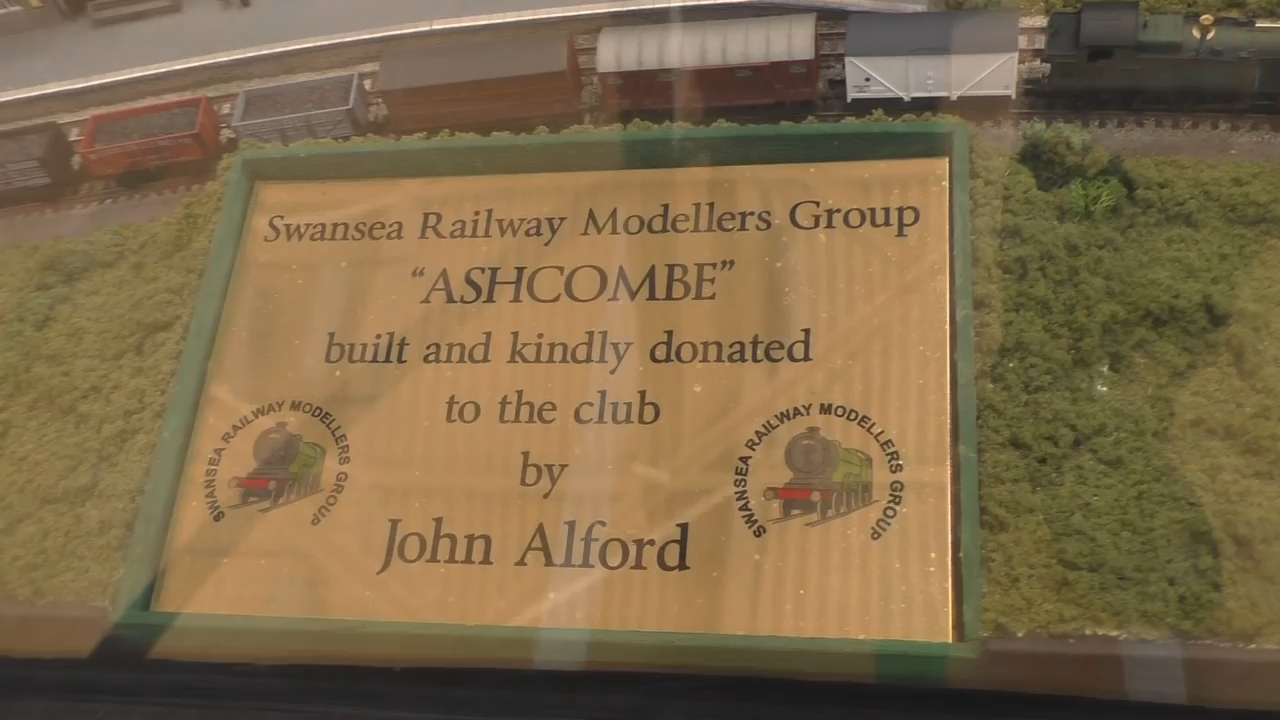 Swansea Railway Modellers Group
“ASHCOMBE”
built and kindly donated
to the club
by
John Alford
SWANSEA RAILWAY MODELLERS GROUP
SWANSEA RAILWAY MODELLERS GROUP